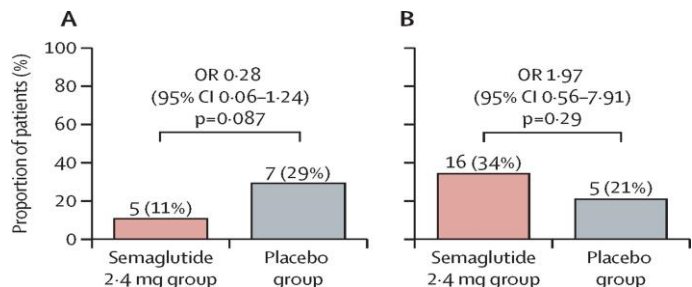 A
Proportion of patients (%)
100
80
60
40
20
0
OR 0·28
(95% CI 0·06–1·24)
p=0·087
5 (11%)
7 (29%)
Semaglutide
2·4 mg group
Placebo
group
B
OR 1·97
(95% CI 0·56–7·91)
p=0·29
16 (34%)
5 (21%)
Semaglutide
2·4 mg group
Placebo
group